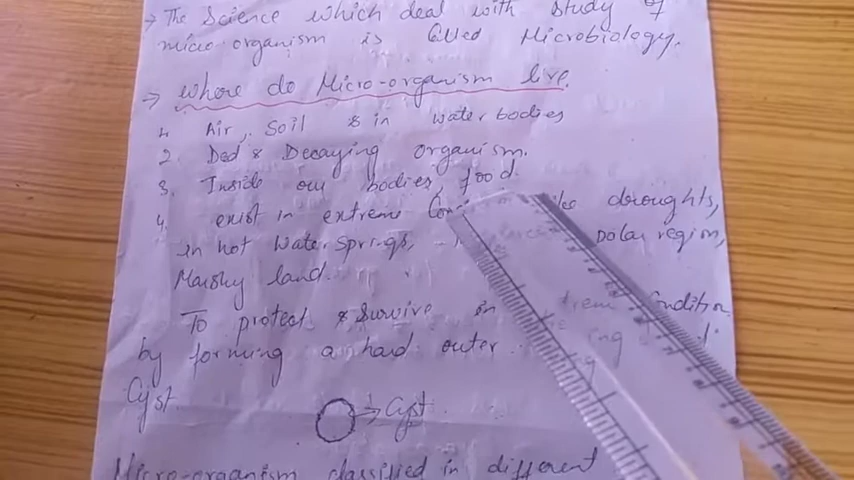 → The Science which deal with study of
micro organism is Called Microbiology.
→ Where do Micro-organism live.
1. Air, Soil & in water bodies
2. Ded & Decaying organism.
3. Inside our bodies, food.
4. exist in extreme like droughts,
in hot water springs, polar region,
Marshy land.
To protect & Survive in Condition
by forming a hard outer
Cyst.
→ Cyst
Micro-organism classified in different